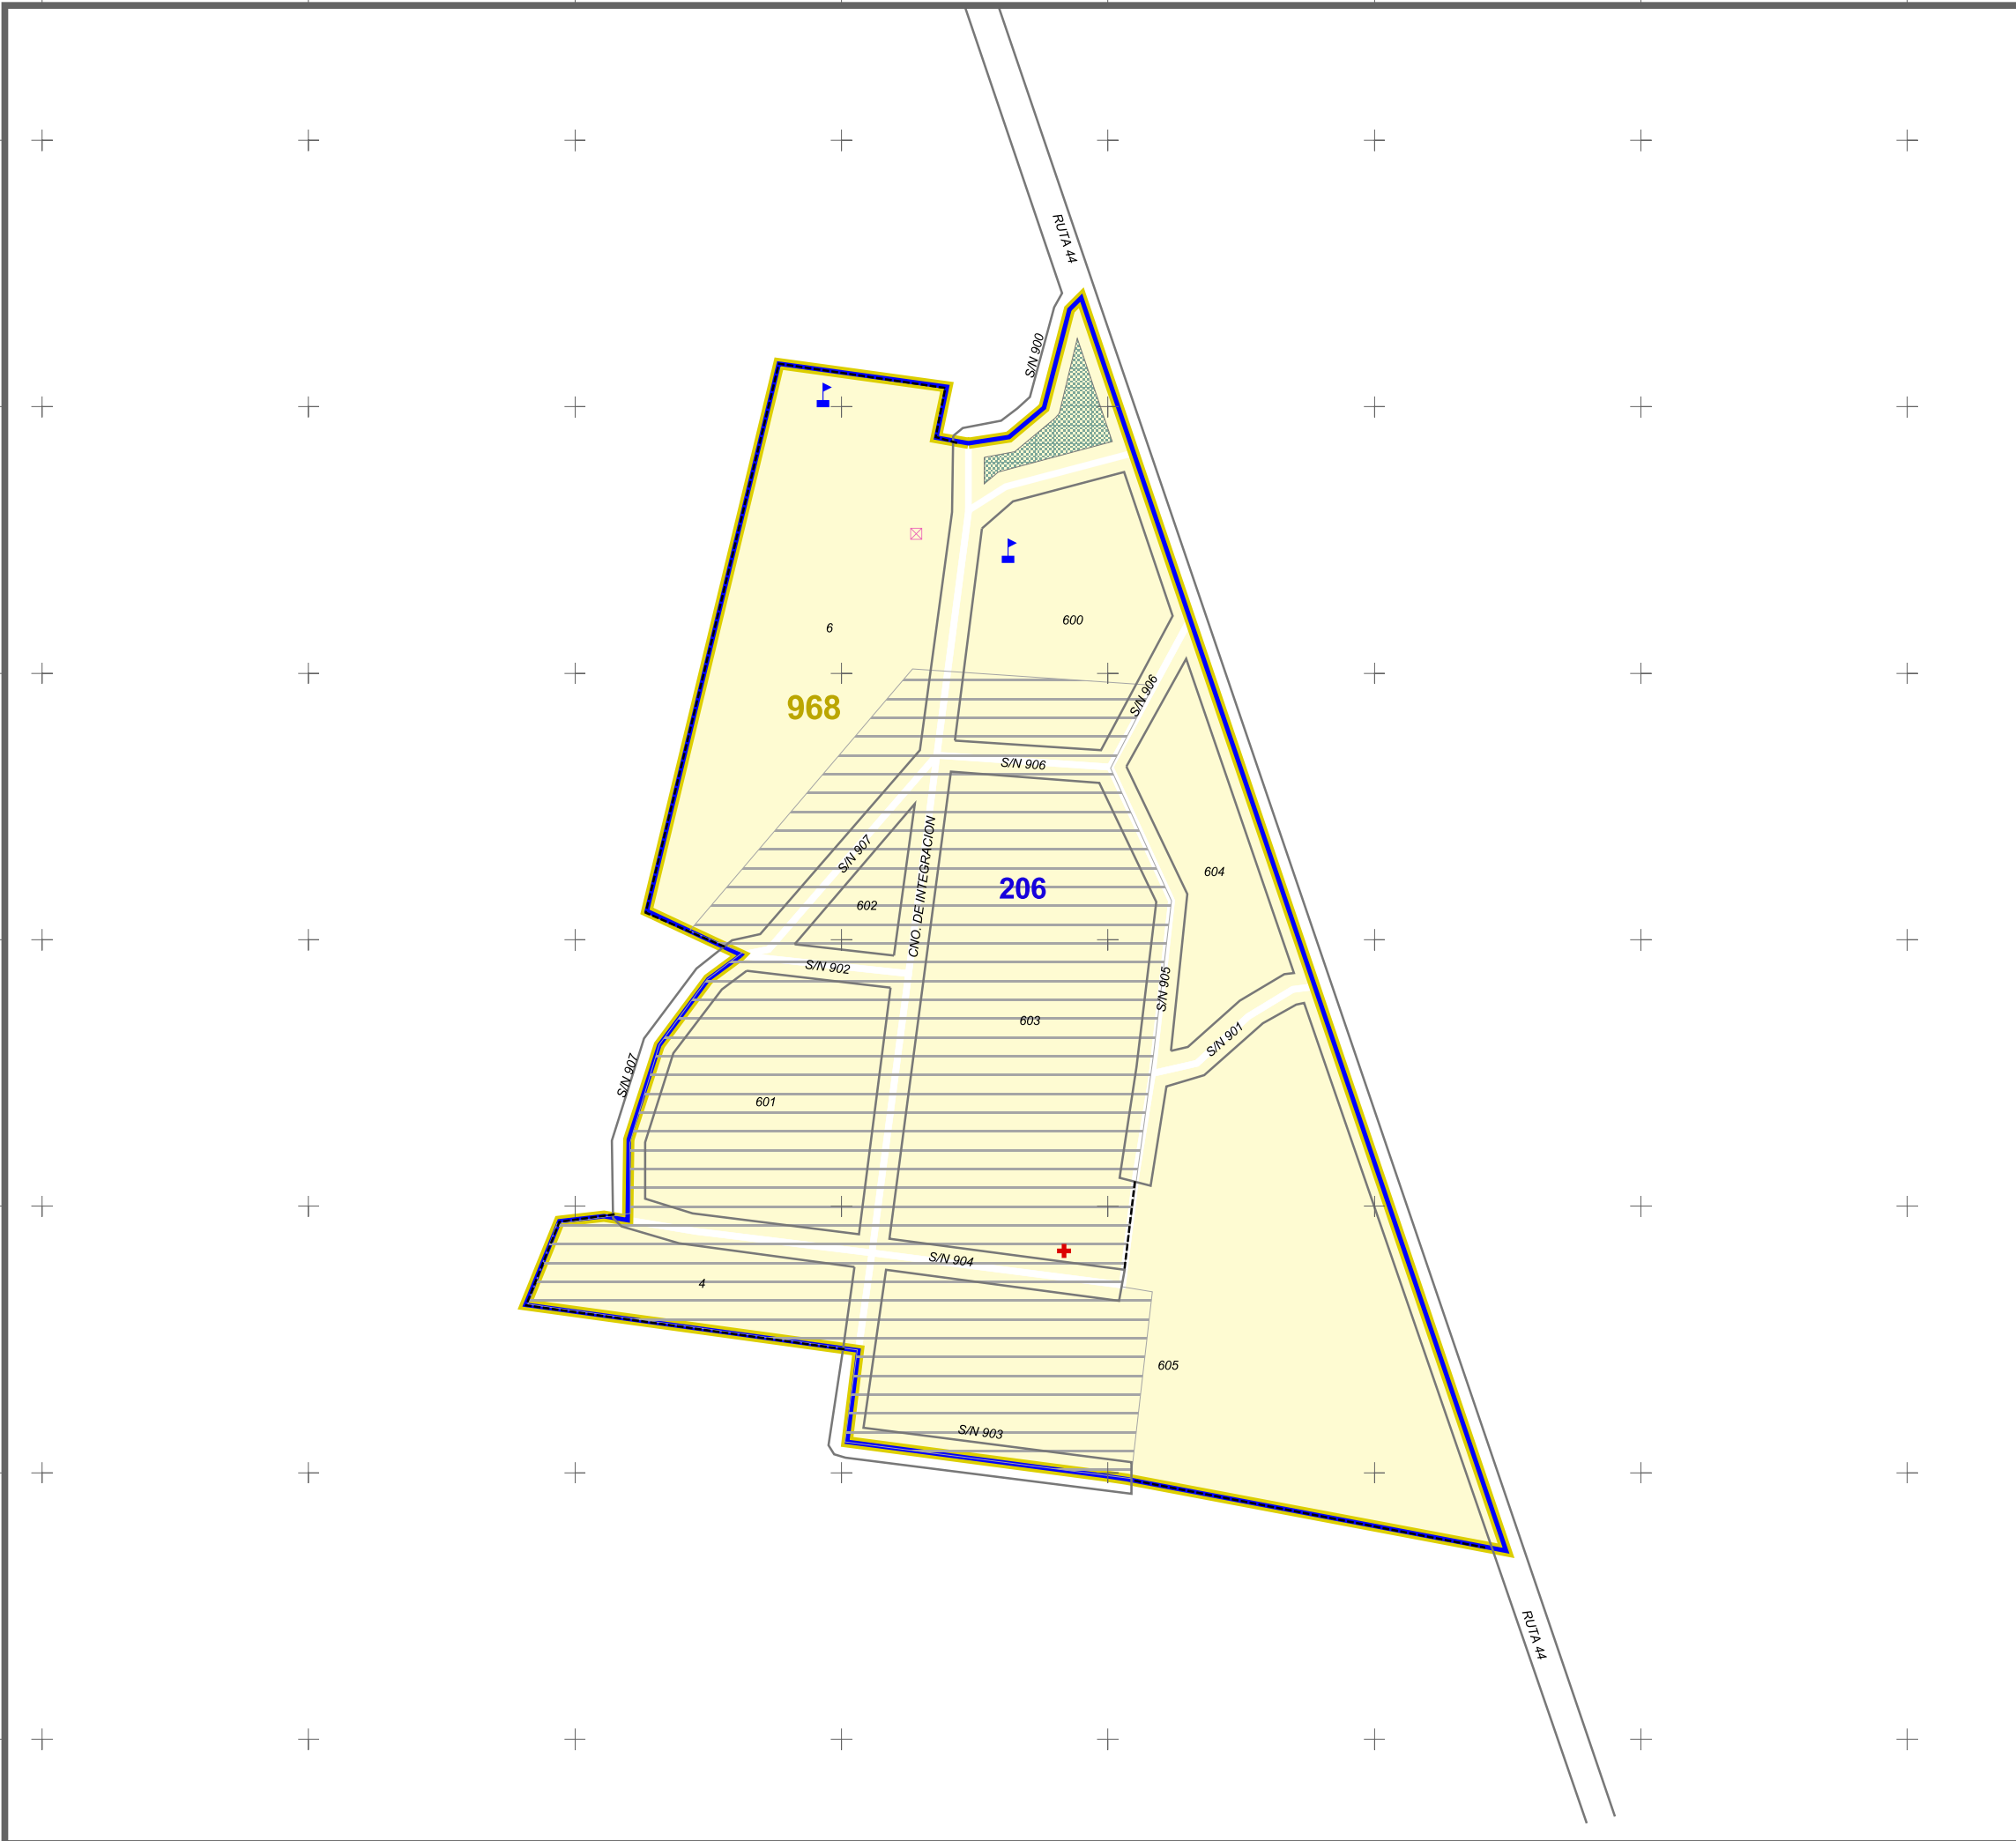 RUTA 44
S/N 900
600
6
S/N 906
968
S/N 906
S/N 907
CNO. DE INTEGRACION
604
206
602
S/N 902
S/N 905
603
S/N 901
S/N 907
601
S/N 904
4
605
S/N 903
RUTA 44